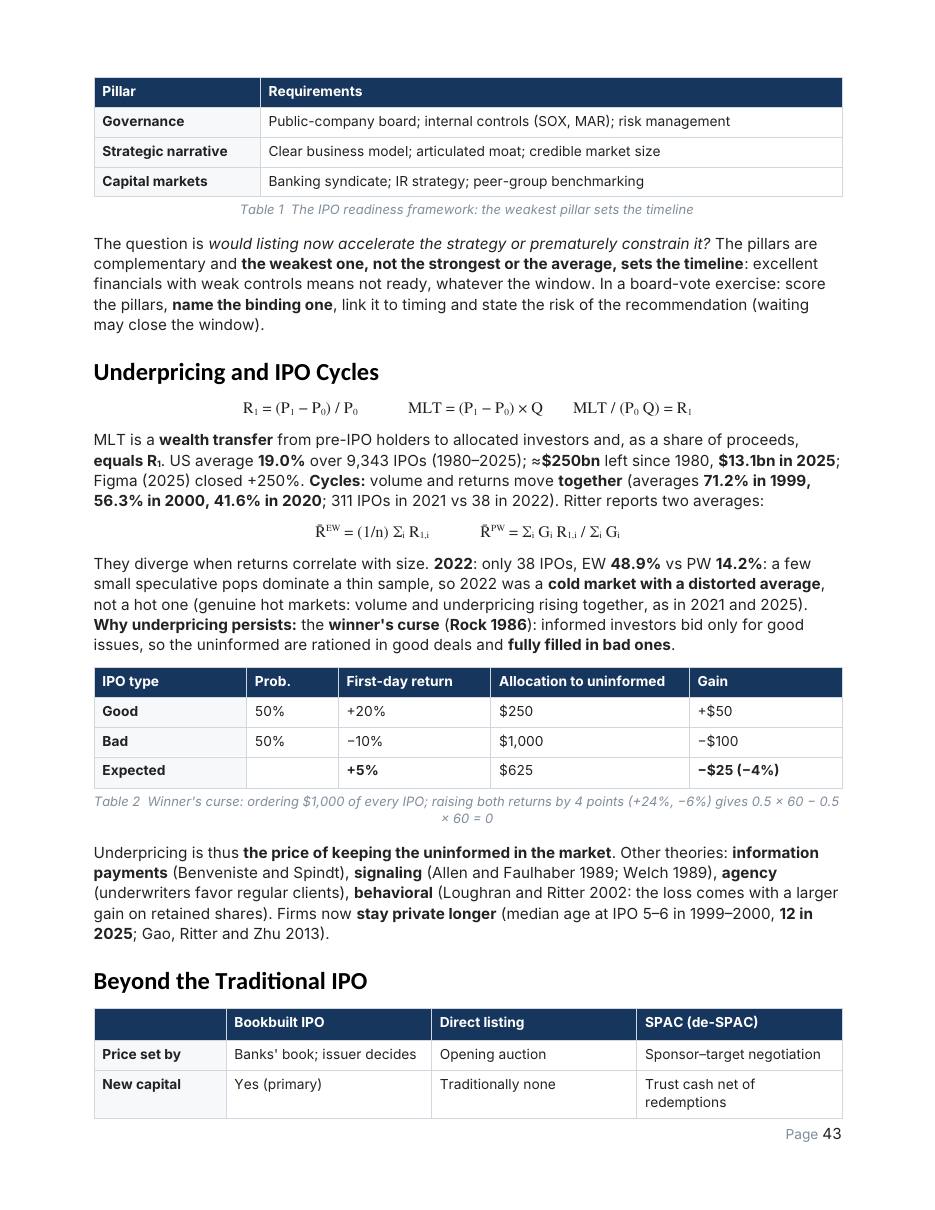 Pillar Requirements
Governance Public-company board; internal controls (SOX, MAR); risk management
Strategic narrative Clear business model; articulated moat; credible market size
Capital markets Banking syndicate; IR strategy; peer-group benchmarking
Table 1 The IPO readiness framework: the weakest pillar sets the timeline
The question is would listing now accelerate the strategy or prematurely constrain it? The pillars are
complementary and the weakest one, not the strongest or the average, sets the timeline: excellent
financials with weak controls means not ready, whatever the window. In a board-vote exercise: score
the pillars, name the binding one, link it to timing and state the risk of the recommendation (waiting
may close the window).
Underpricing and IPO Cycles
R₁ = (P₁ − P₀) / P₀ MLT = (P₁ − P₀) × Q MLT / (P₀ Q) = R₁
MLT is a wealth transfer from pre-IPO holders to allocated investors and, as a share of proceeds,
equals R₁. US average 19.0% over 9,343 IPOs (1980–2025); ≈$250bn left since 1980, $13.1bn in 2025;
Figma (2025) closed +250%. Cycles: volume and returns move together (averages 71.2% in 1999,
56.3% in 2000, 41.6% in 2020; 311 IPOs in 2021 vs 38 in 2022). Ritter reports two averages:
R̄ᴱᵂ = (1/n) Σᵢ R₁,ᵢ R̄ᴾᵂ = Σᵢ Gᵢ R₁,ᵢ / Σᵢ Gᵢ
They diverge when returns correlate with size. 2022: only 38 IPOs, EW 48.9% vs PW 14.2%: a few
small speculative pops dominate a thin sample, so 2022 was a cold market with a distorted average,
not a hot one (genuine hot markets: volume and underpricing rising together, as in 2021 and 2025).
Why underpricing persists: the winner's curse (Rock 1986): informed investors bid only for good
issues, so the uninformed are rationed in good deals and fully filled in bad ones.
IPO type Prob. First-day return Allocation to uninformed Gain
Good 50% +20% $250 +$50
Bad 50% −10% $1,000 −$100
Expected +5% $625 −$25 (−4%)
Table 2 Winner's curse: ordering $1,000 of every IPO; raising both returns by 4 points (+24%, −6%) gives 0.5 × 60 − 0.5
× 60 = 0
Underpricing is thus the price of keeping the uninformed in the market. Other theories: information
payments (Benveniste and Spindt), signaling (Allen and Faulhaber 1989; Welch 1989), agency
(underwriters favor regular clients), behavioral (Loughran and Ritter 2002: the loss comes with a larger
gain on retained shares). Firms now stay private longer (median age at IPO 5–6 in 1999–2000, 12 in
2025; Gao, Ritter and Zhu 2013).
Beyond the Traditional IPO
Bookbuilt IPO Direct listing SPAC (de-SPAC)
Price set by Banks' book; issuer decides Opening auction Sponsor–target negotiation
New capital Yes (primary) Traditionally none Trust cash net of
redemptions
Page 43